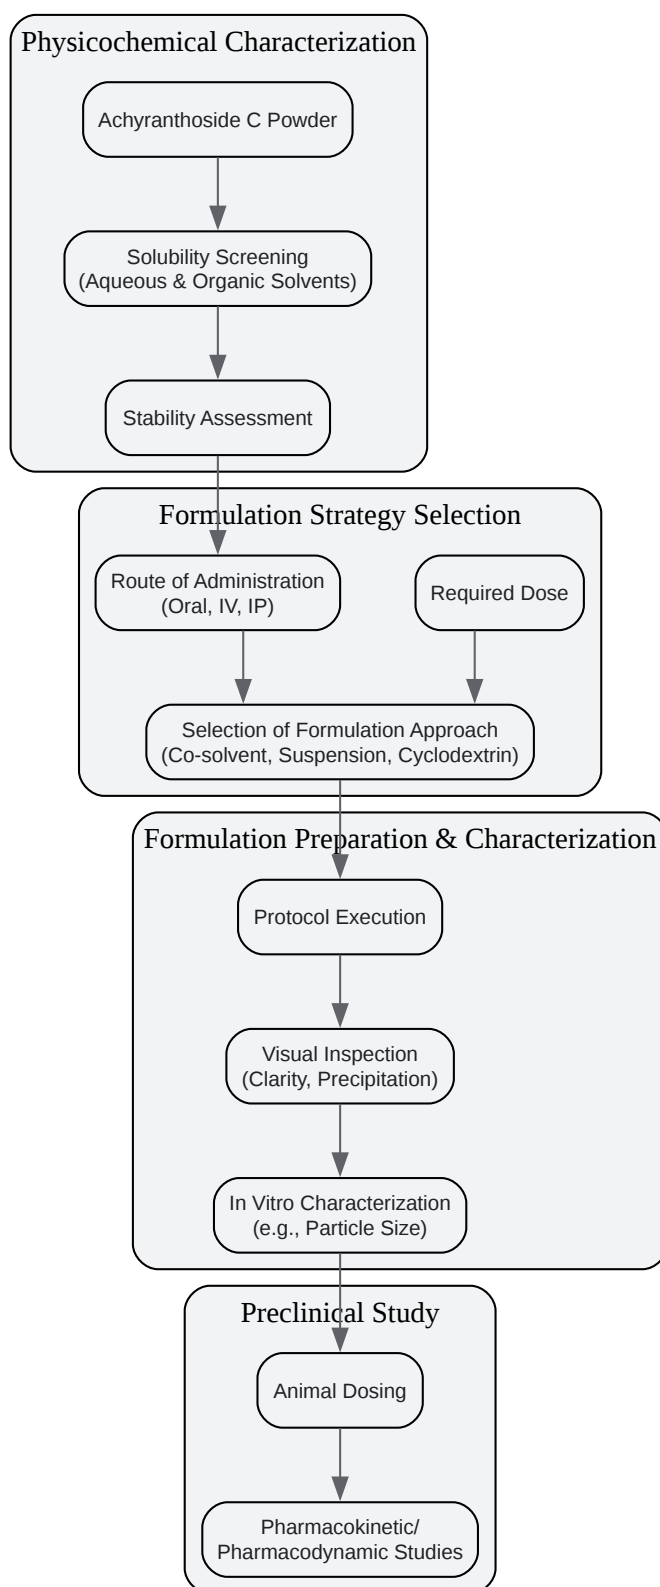 Physicochemical Characterization
Achyranthoside C Powder
Solubility Screening
(Aqueous & Organic Solvents)
Stability Assessment
Formulation Strategy Selection
Route of Administration
(Oral, IV, IP)
Required Dose
Selection of Formulation Approach
(Co-solvent, Suspension, Cyclodextrin)
Formulation Preparation & Characterization
Protocol Execution
Visual Inspection
(Clarity, Precipitation)
In Vitro Characterization
(e.g., Particle Size)
Preclinical Study
Animal Dosing
Pharmacokinetic/
Pharmacodynamic Studies